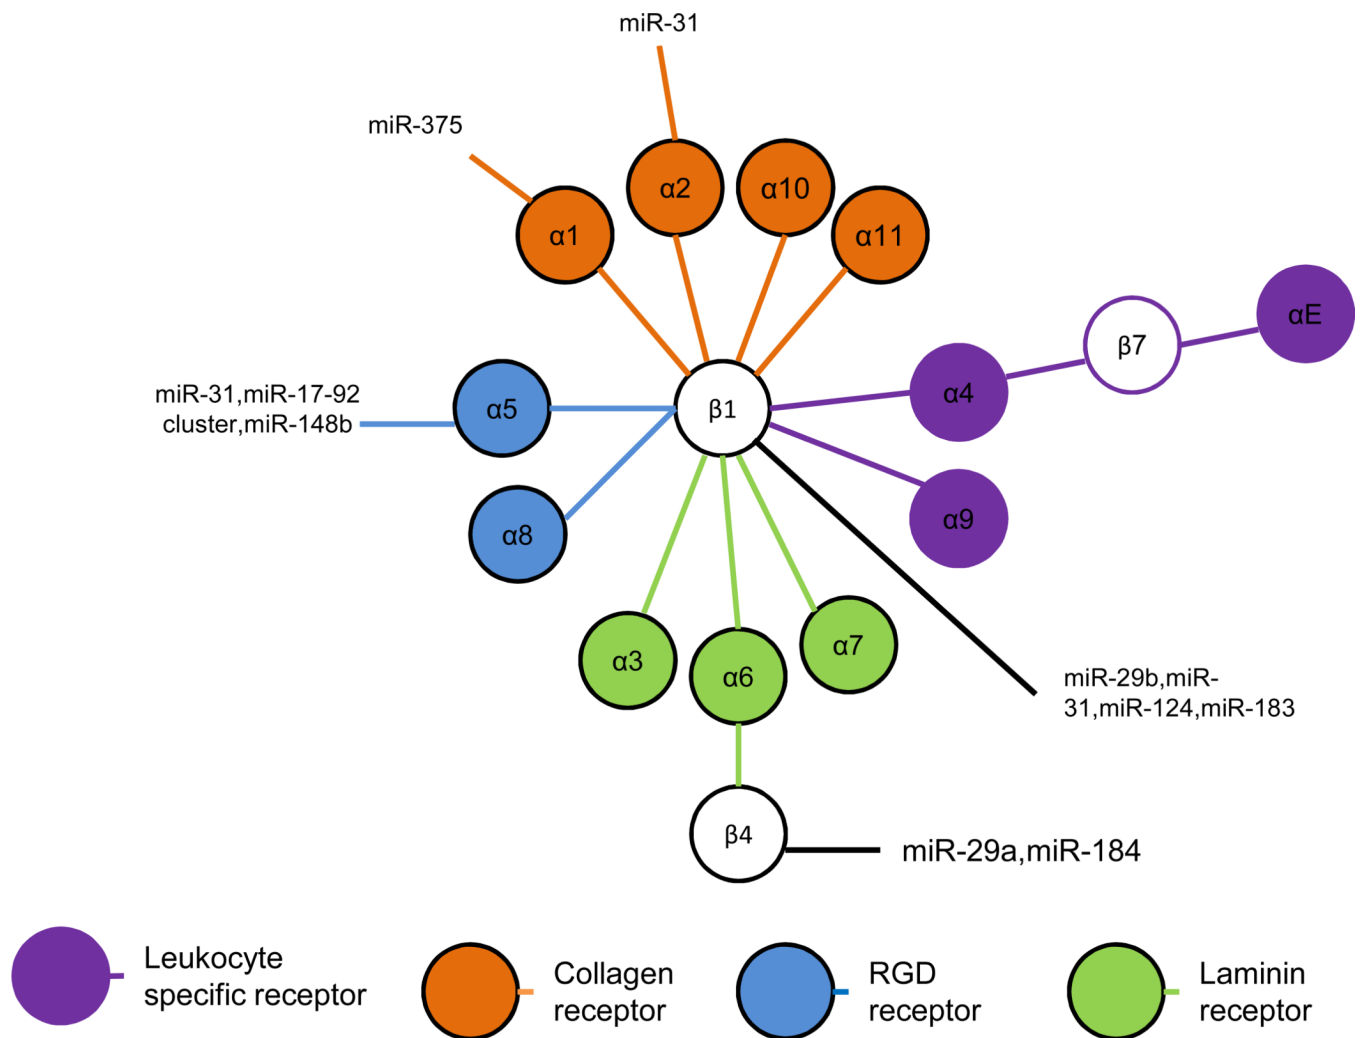 miR-31
miR-375
α2
α10
α1
α11
αE
β7
miR-31,miR-17-92
cluster,miR-148b
α5
β1
α4
α8
α9
α3
α6
α7
miR-29b,miR-
31,miR-124,miR-183
β4
miR-29a,miR-184
Leukocyte
specific receptor
Collagen
receptor
RGD
receptor
Laminin
receptor